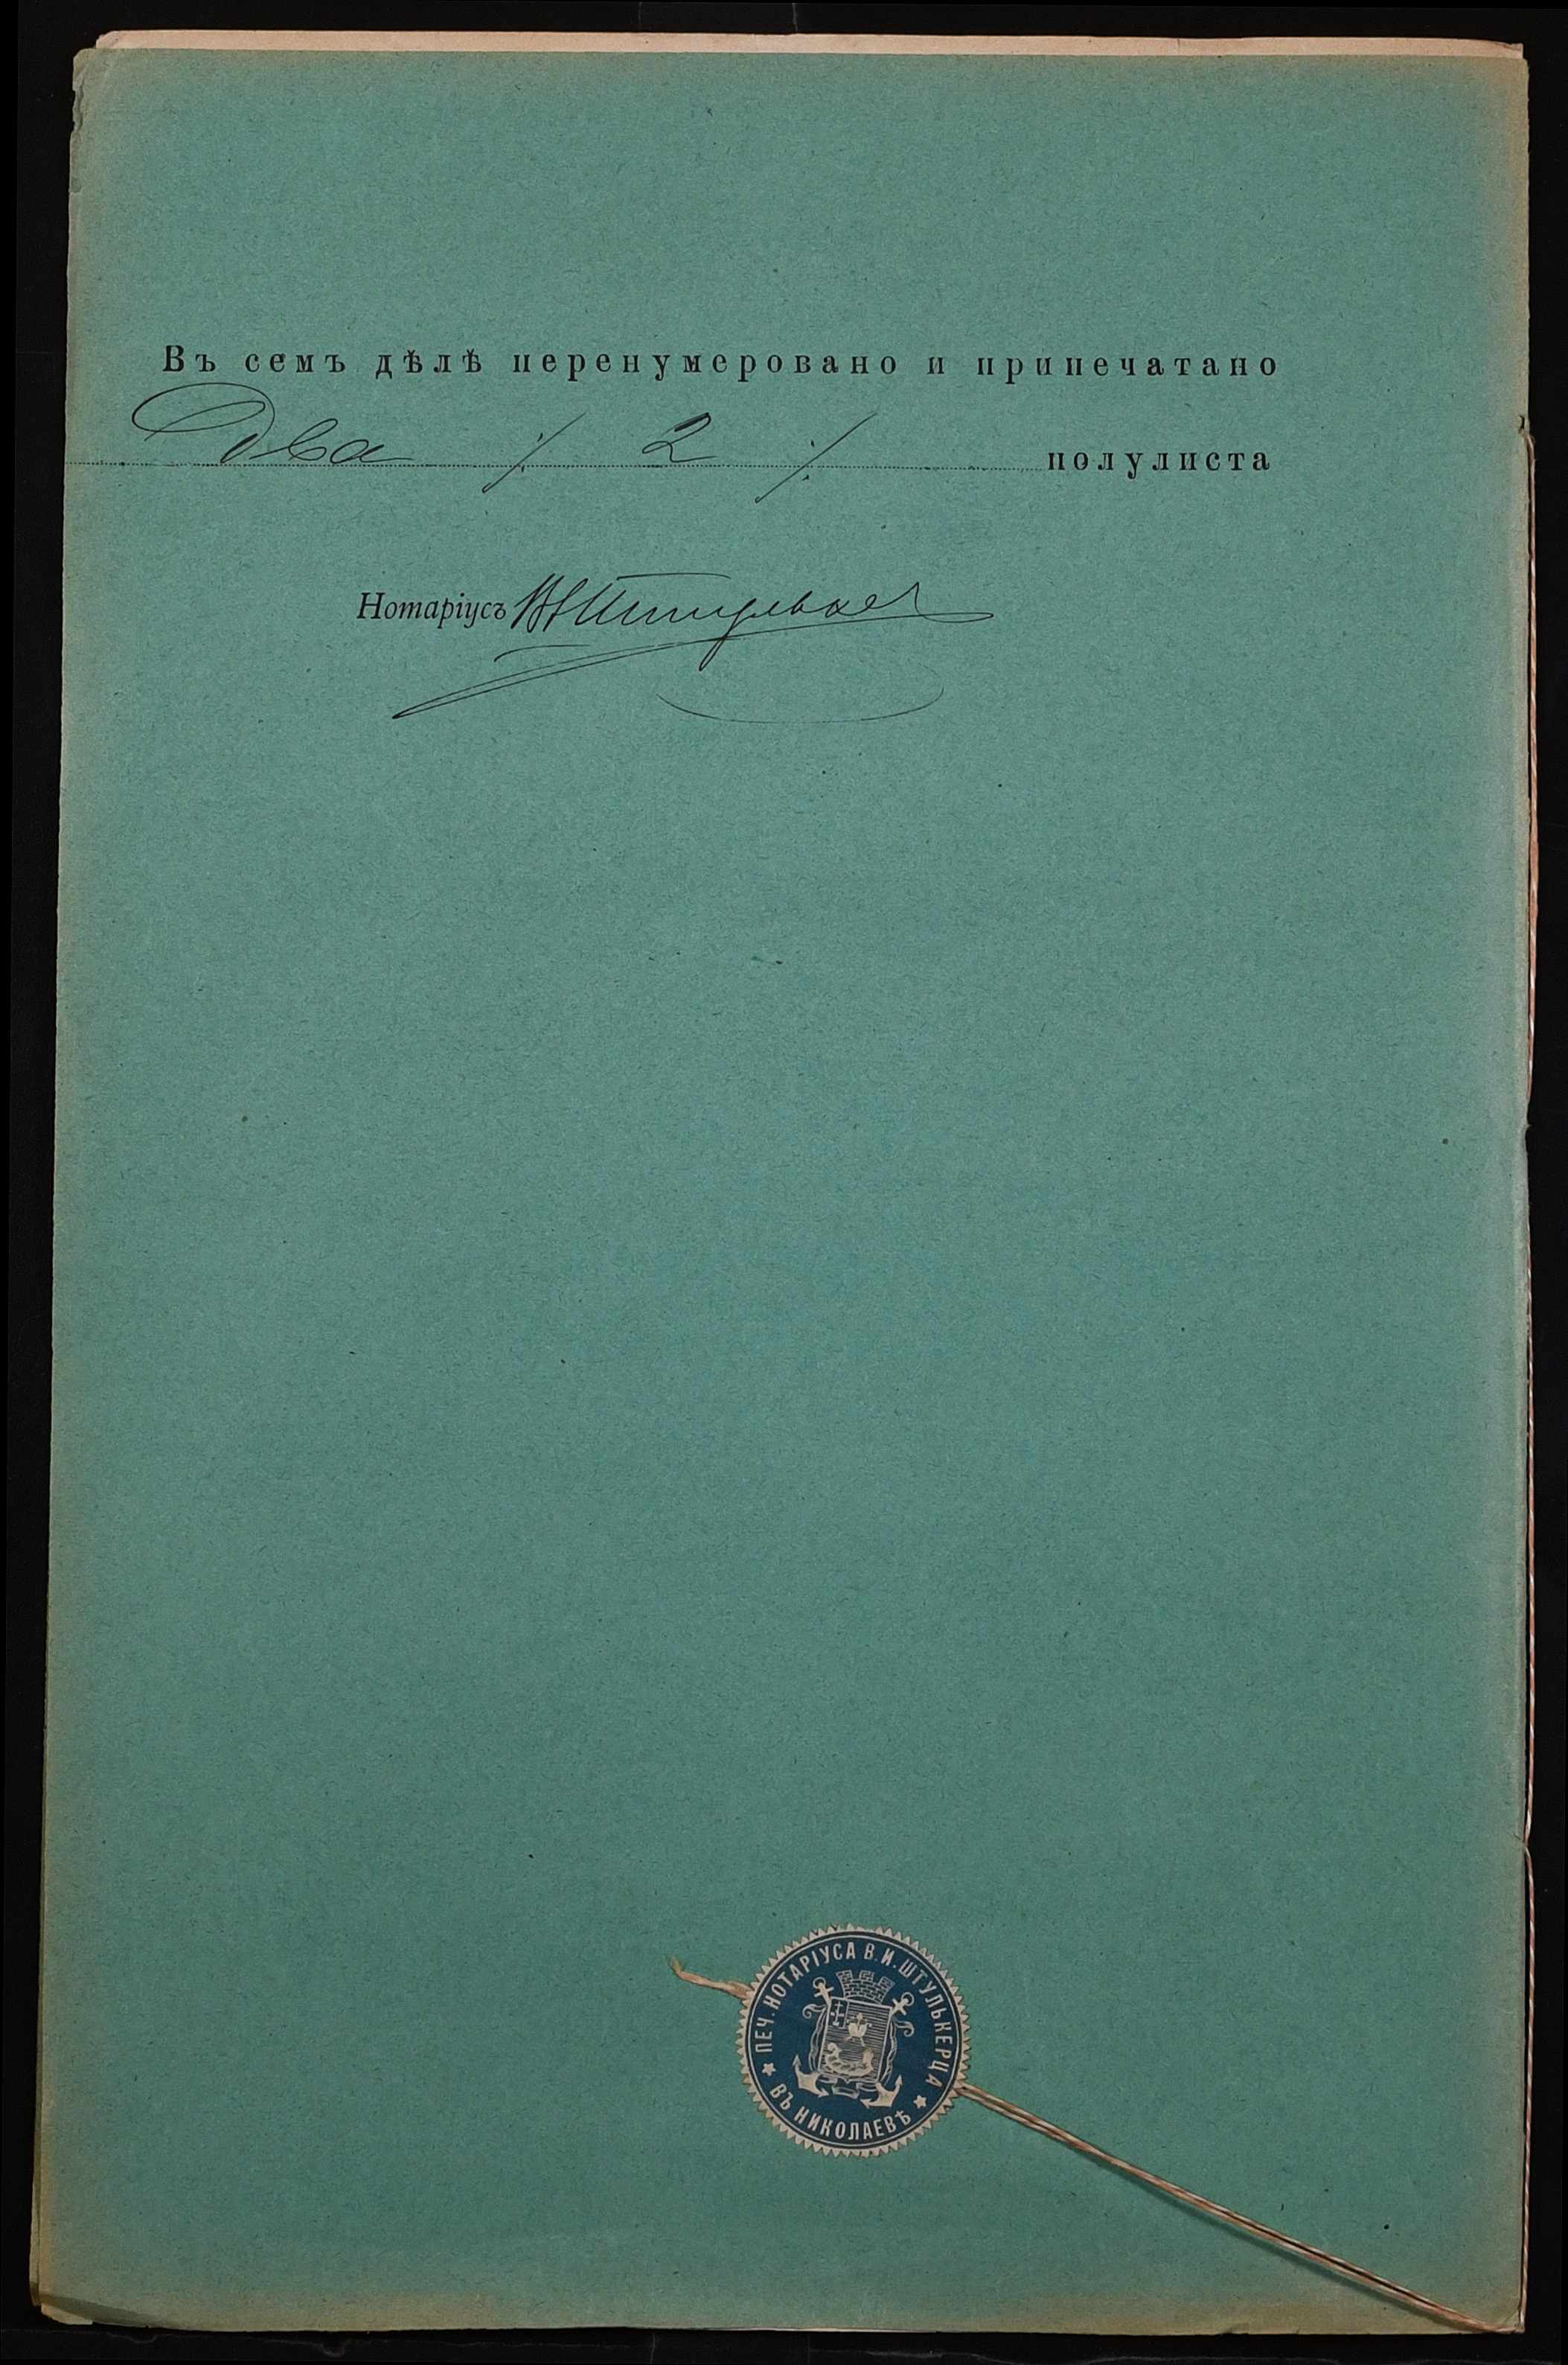 Въ семъ дѣлѣ перенумеровано и припечатано
Два ⁒ 2 ⁒ полулиста
Нотаріусъ
ПЕЧ. НОТАРІУСА В. И. ШТУЛЬКЕРЦА
ВЪ НИКОЛАЕВѢ